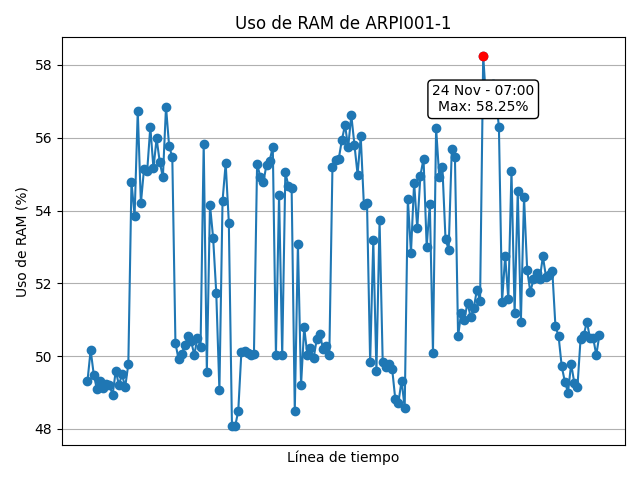 Uso de RAM de ARPI001-1
58
56
54
52
50
48
Uso de RAM (%)
24 Nov - 07:00
Max: 58.25%
Línea de tiempo